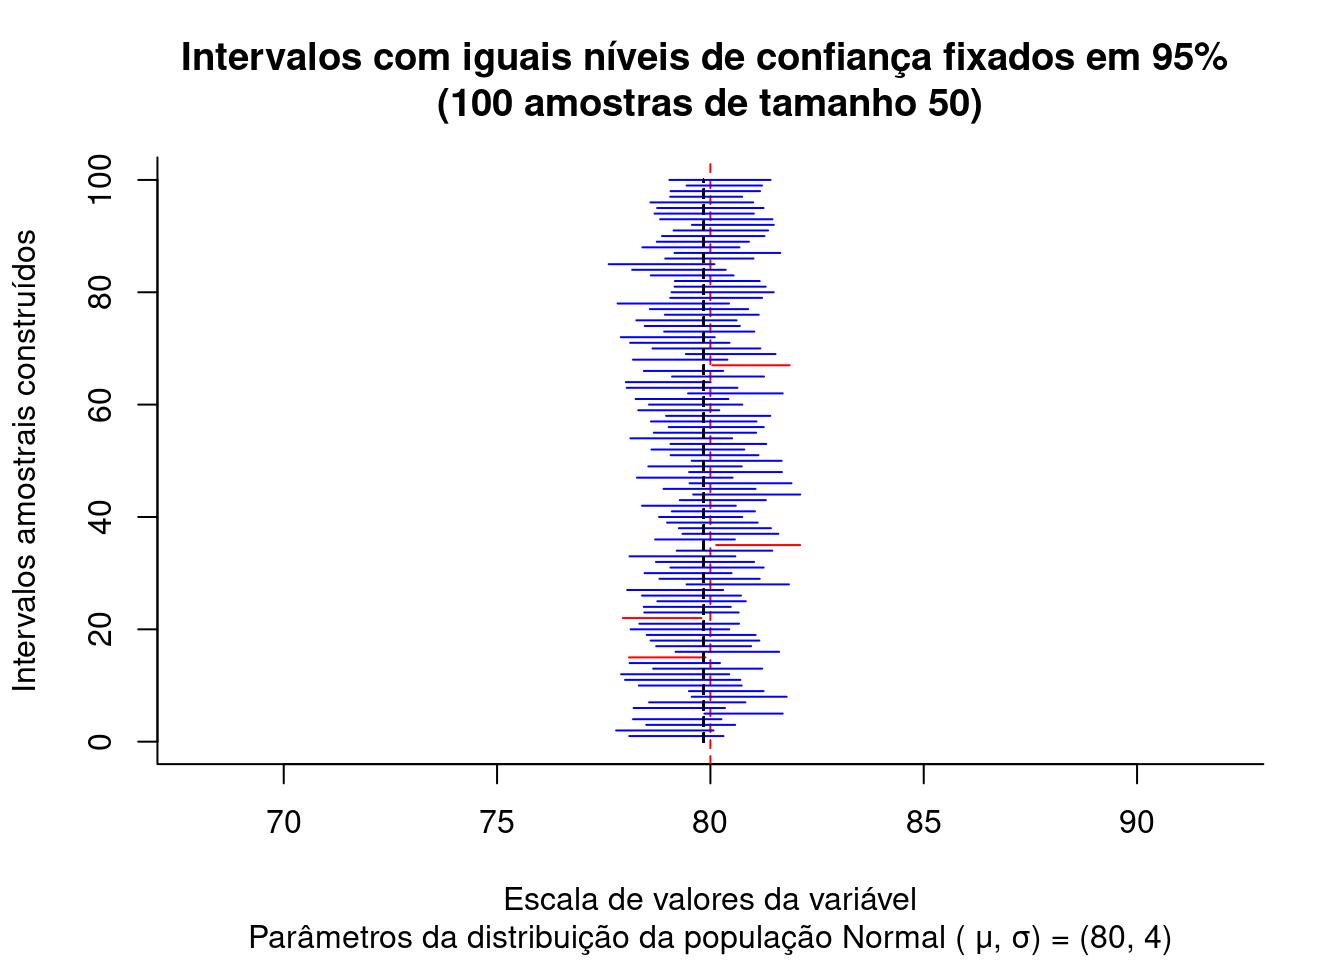 Intervalos com iguais níveis de confiança fixados em 95%
(100 amostras de tamanho 50)
Intervalos amostrais construídos
100
80
60
40
20
0
70 75 80 85 90
Escala de valores da variável
Parâmetros da distribuição da população Normal ( μ, σ) = (80, 4)